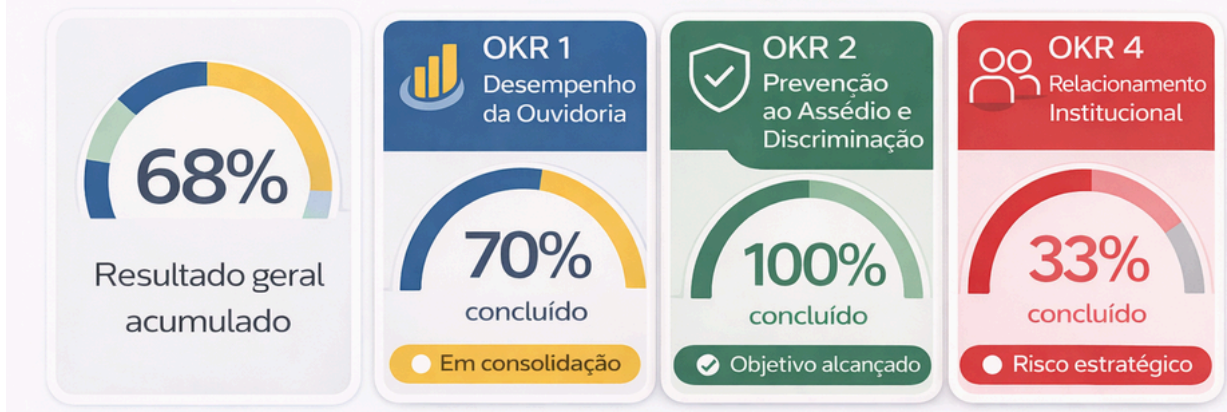 68%
Resultado geral
acumulado
OKR 1
Desempenho
da Ouvidoria
70%
concluído
Em consolidação
OKR 2
Prevenção
ao Assédio e
Discriminação
100%
concluído
Objetivo alcançado
OKR 4
Relacionamento
Institucional
33%
concluído
Risco estratégico